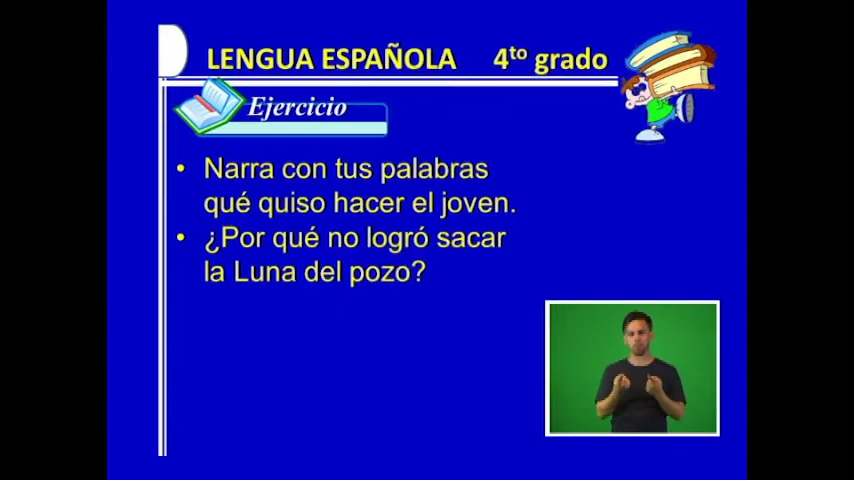 LENGUA ESPAÑOLA 4to grado
Ejercicio
• Narra con tus palabras
qué quiso hacer el joven.
• ¿Por qué no logró sacar
la Luna del pozo?